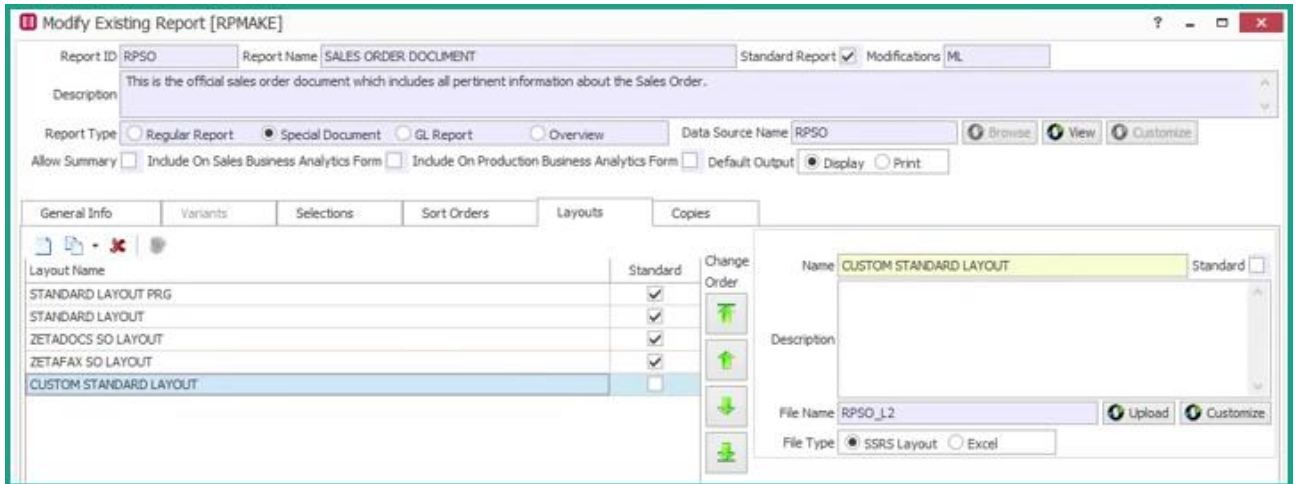 Modify Existing Report [RPMAKE]
Report ID RPSO Report Name SALES ORDER DOCUMENT Standard Report Modifications ML
Description This is the official sales order document which includes all pertinent information about the Sales Order.
Report Type Regular Report Special Document GL Report Overview Data Source Name RPSO Browse View Customize
Allow Summary Include On Sales Business Analytics Form Include On Production Business Analytics Form Default Output Display Print
General Info Variants Selections Sort Orders Layouts Copies
Layout Name Standard
STANDARD LAYOUT PRG
STANDARD LAYOUT
ZETADOCS SO LAYOUT
ZETAFAX SO LAYOUT
CUSTOM STANDARD LAYOUT
Change
Order
Name CUSTOM STANDARD LAYOUT Standard
Description
File Name RPSO_L2 Upload Customize
File Type SSRS Layout Excel